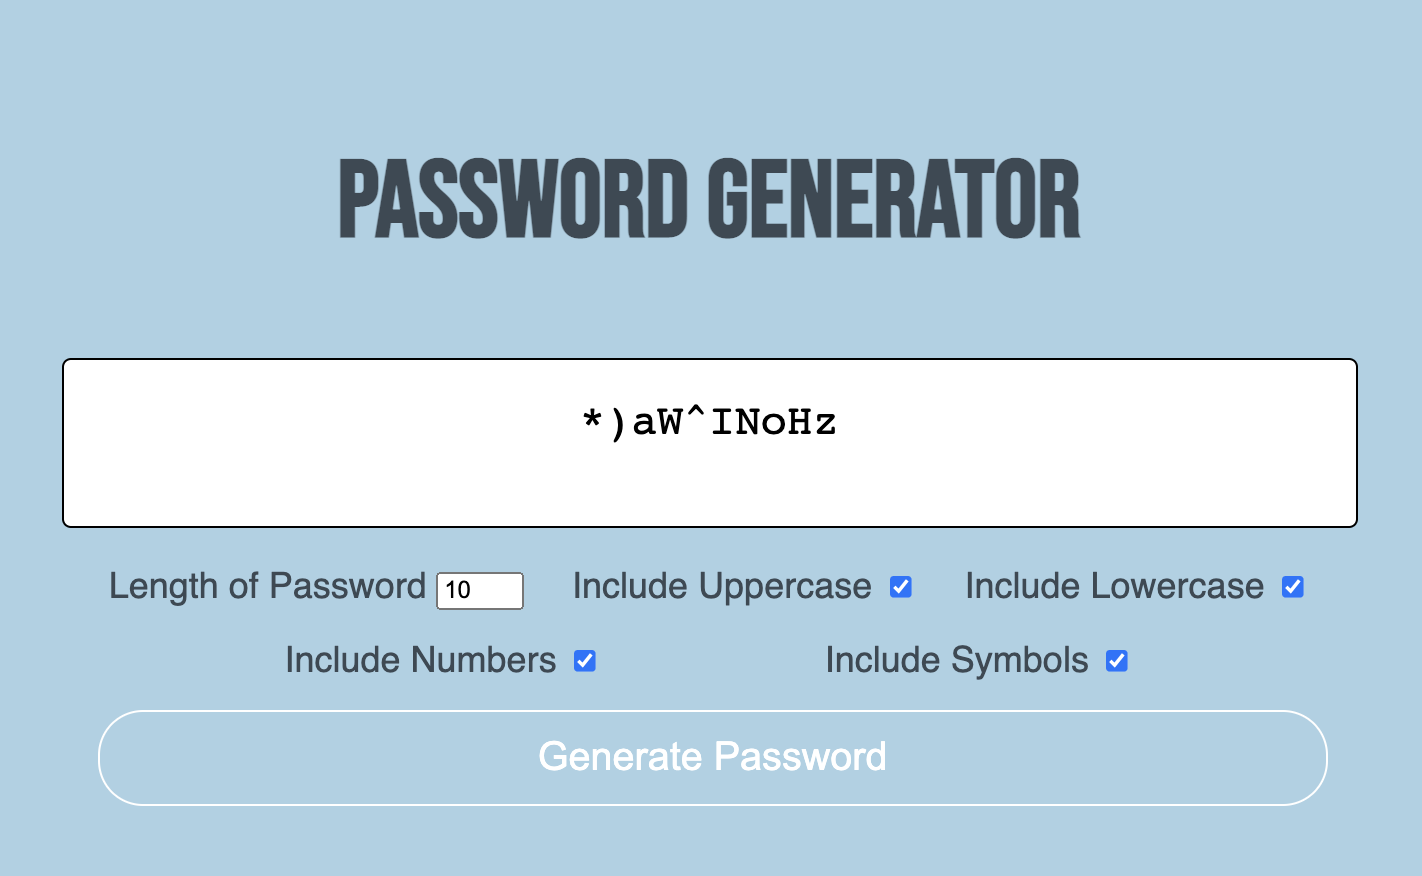 PASSWORD GENERATOR
*)aW^INoHz
Length of Password 10 Include Uppercase Include Lowercase
Include Numbers Include Symbols
Generate Password